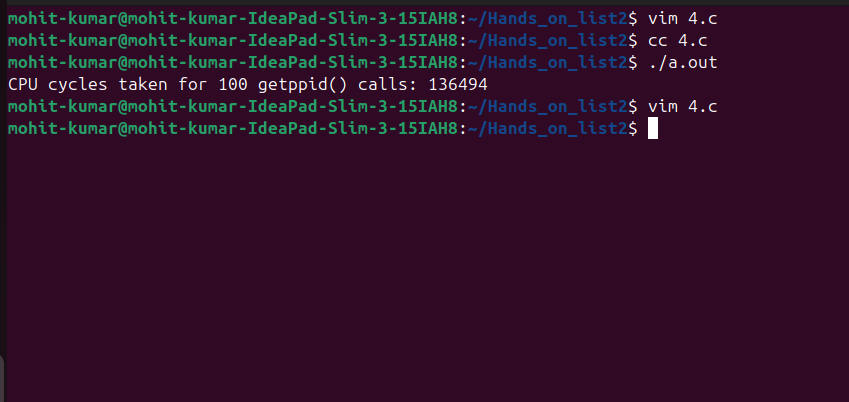 mohit-kumar@mohit-kumar-IdeaPad-Slim-3-15IAH8:~/Hands_on_list2$ vim 4.c
mohit-kumar@mohit-kumar-IdeaPad-Slim-3-15IAH8:~/Hands_on_list2$ cc 4.c
mohit-kumar@mohit-kumar-IdeaPad-Slim-3-15IAH8:~/Hands_on_list2$ ./a.out
CPU cycles taken for 100 getppid() calls: 136494
mohit-kumar@mohit-kumar-IdeaPad-Slim-3-15IAH8:~/Hands_on_list2$ vim 4.c
mohit-kumar@mohit-kumar-IdeaPad-Slim-3-15IAH8:~/Hands_on_list2$